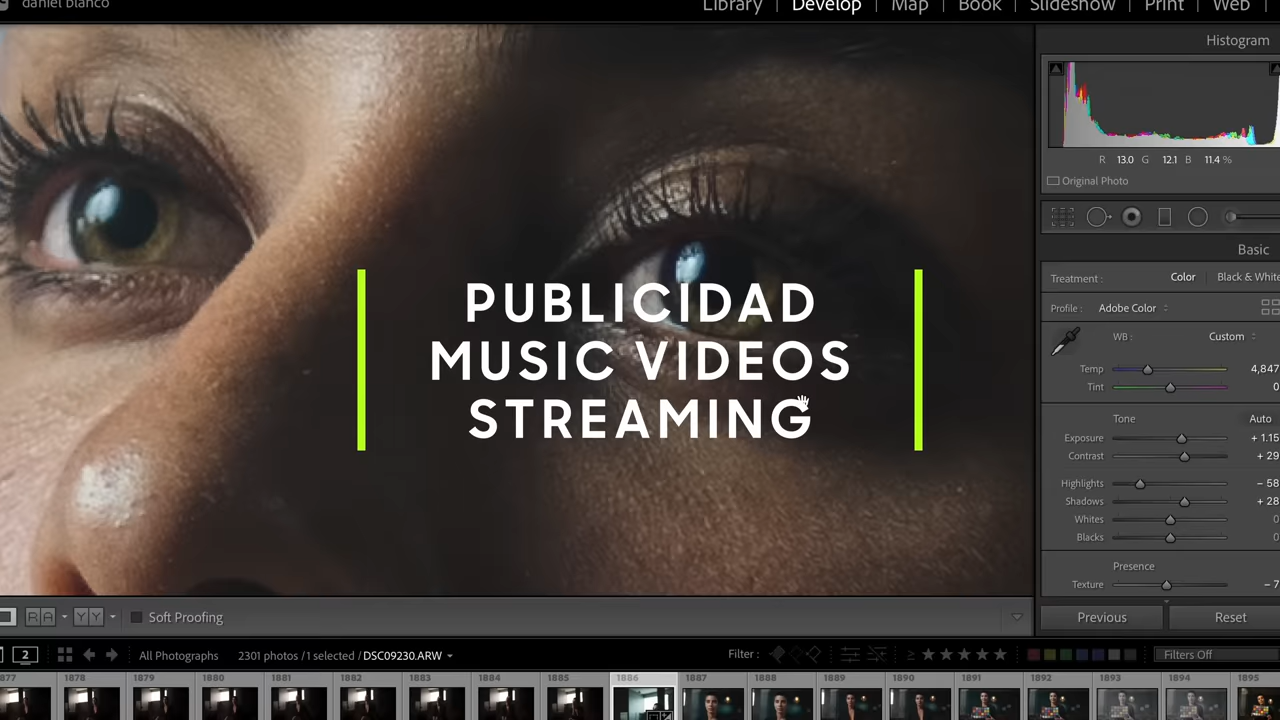 daniel blanco
Library | Develop | Map | Book | Slideshow | Print | Web |
Histogram
R 13.0 G 12.1 B 11.4 %
Original Photo
Basic
Treatment : Color Black & White
Profile : Adobe Color
WB : Custom
Temp 4,847
Tint 0
Tone Auto
Exposure + 1.15
Contrast + 29
Highlights – 58
Shadows + 28
Whites 0
Blacks 0
Presence
Texture – 7
Previous Reset
PUBLICIDAD
MUSIC VIDEOS
STREAMING
R A Y Y Soft Proofing
2 All Photographs 2301 photos / 1 selected / DSC09230.ARW Filter : ≥ ★ ★ ★ ★ ★ Filters Off
877 1878 1879 1880 1881 1882 1883 1884 1885 1886 1887 1888 1889 1890 1891 1892 1893 1894 1895